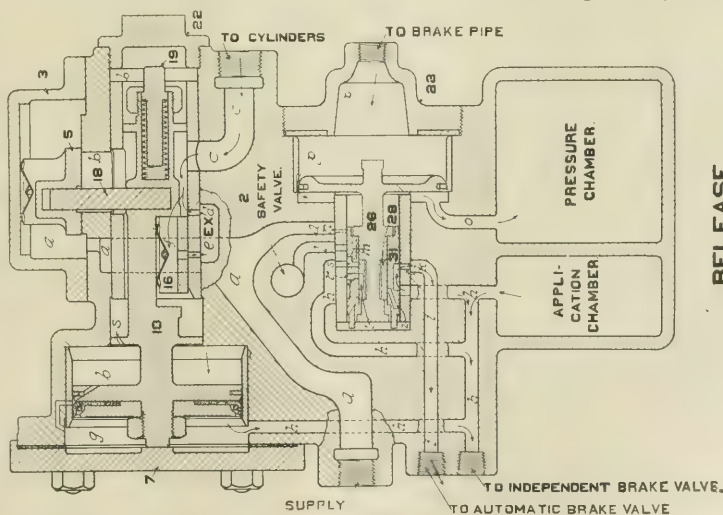 22
TO CYLINDERS
TO BRAKE PIPE
19
3
b
23
5
b
c
c
18
2
SAFETY
VALVE.
PRESSURE
CHAMBER.
a
a
EX
d
e
o
26
28
16
31
a
RELEASE
APPLI-
CATION
CHAMBER
s
10
h
h
b
d
g
h
h
7
TO INDEPENDENT BRAKE VALVE.
SUPPLY
TO AUTOMATIC BRAKE VALVE